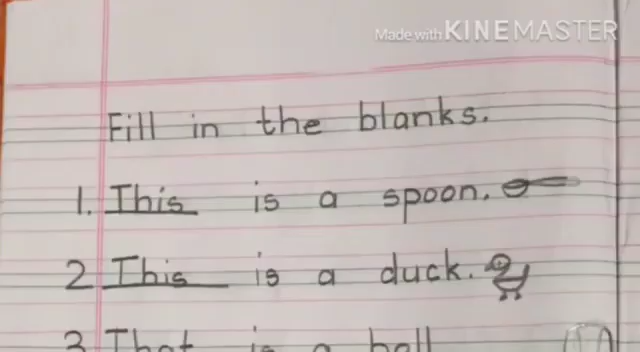 Made with KINEMASTER
Fill in the blanks.
1. This is a spoon.
2 This is a duck.
3 That is a ball